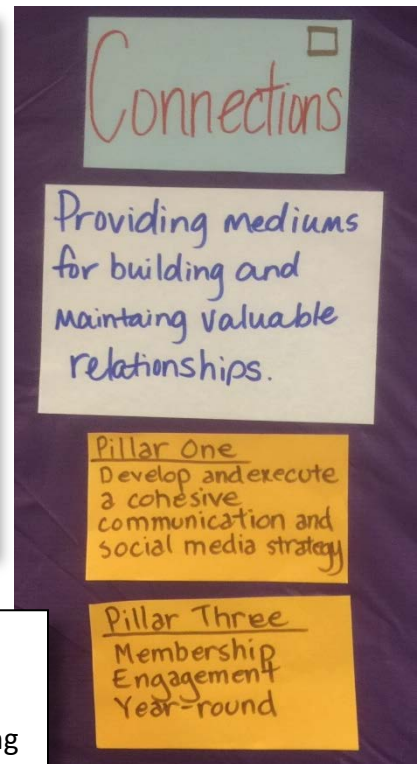 Connections
Providing mediums
for building and
Maintaing valuable
relationships.
Pillar One
Develop and execute
a cohesive
communication and
social media strategy
Pillar Three
Membership
Engagement
Year-round